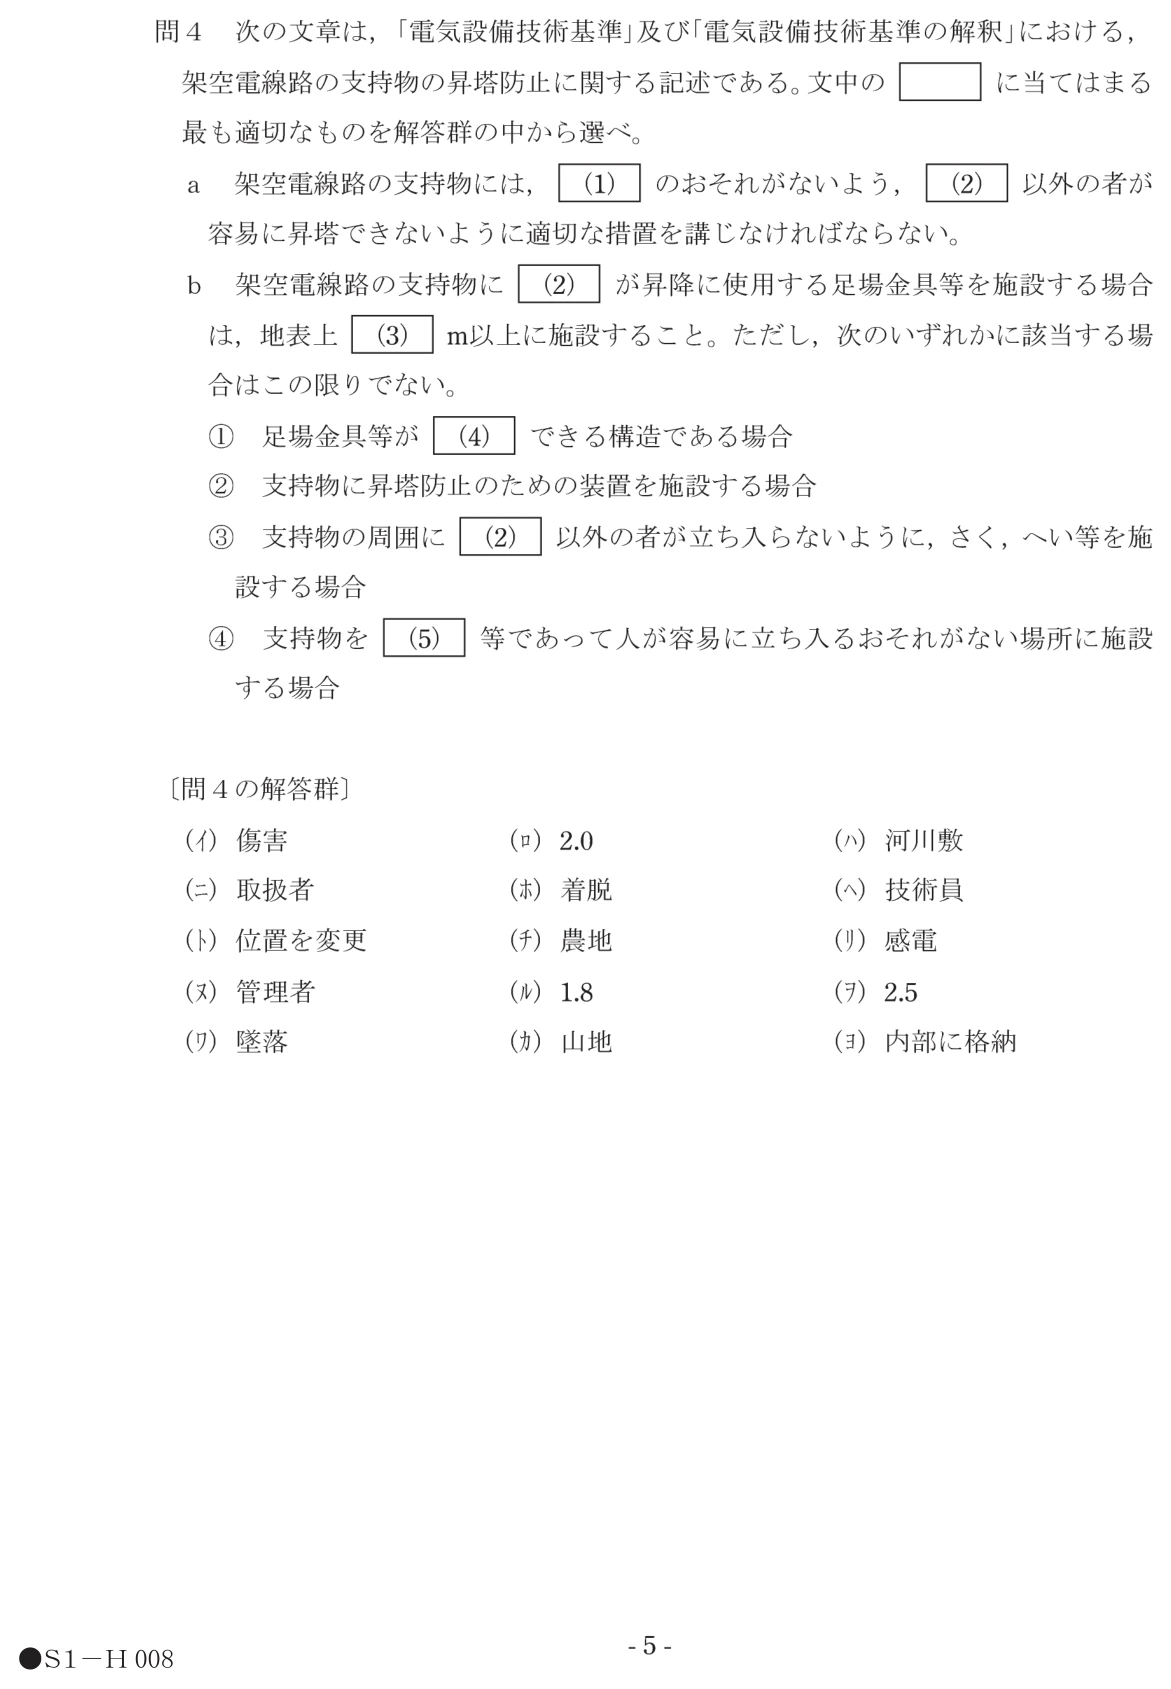 問４　次の文章は，「電気設備技術基準」及び「電気設備技術基準の解釈」における，
架空電線路の支持物の昇塔防止に関する記述である。文中の　　　に当てはまる
最も適切なものを解答群の中から選べ。
a　架空電線路の支持物には，(1)のおそれがないよう，(2)以外の者が
容易に昇塔できないように適切な措置を講じなければならない。
b　架空電線路の支持物に(2)が昇降に使用する足場金具等を施設する場合
は，地表上(3)m以上に施設すること。ただし，次のいずれかに該当する場
合はこの限りでない。
①　足場金具等が(4)できる構造である場合
②　支持物に昇塔防止のための装置を施設する場合
③　支持物の周囲に(2)以外の者が立ち入らないように，さく，へい等を施
設する場合
④　支持物を(5)等であって人が容易に立ち入るおそれがない場所に施設
する場合
〔問４の解答群〕
(イ) 傷害　(ロ) 2.0　(ハ) 河川敷
(ニ) 取扱者　(ホ) 着脱　(ヘ) 技術員
(ト) 位置を変更　(チ) 農地　(リ) 感電
(ヌ) 管理者　(ル) 1.8　(ヲ) 2.5
(ワ) 墜落　(カ) 山地　(ヨ) 内部に格納
- 5 -
●S1－H 008